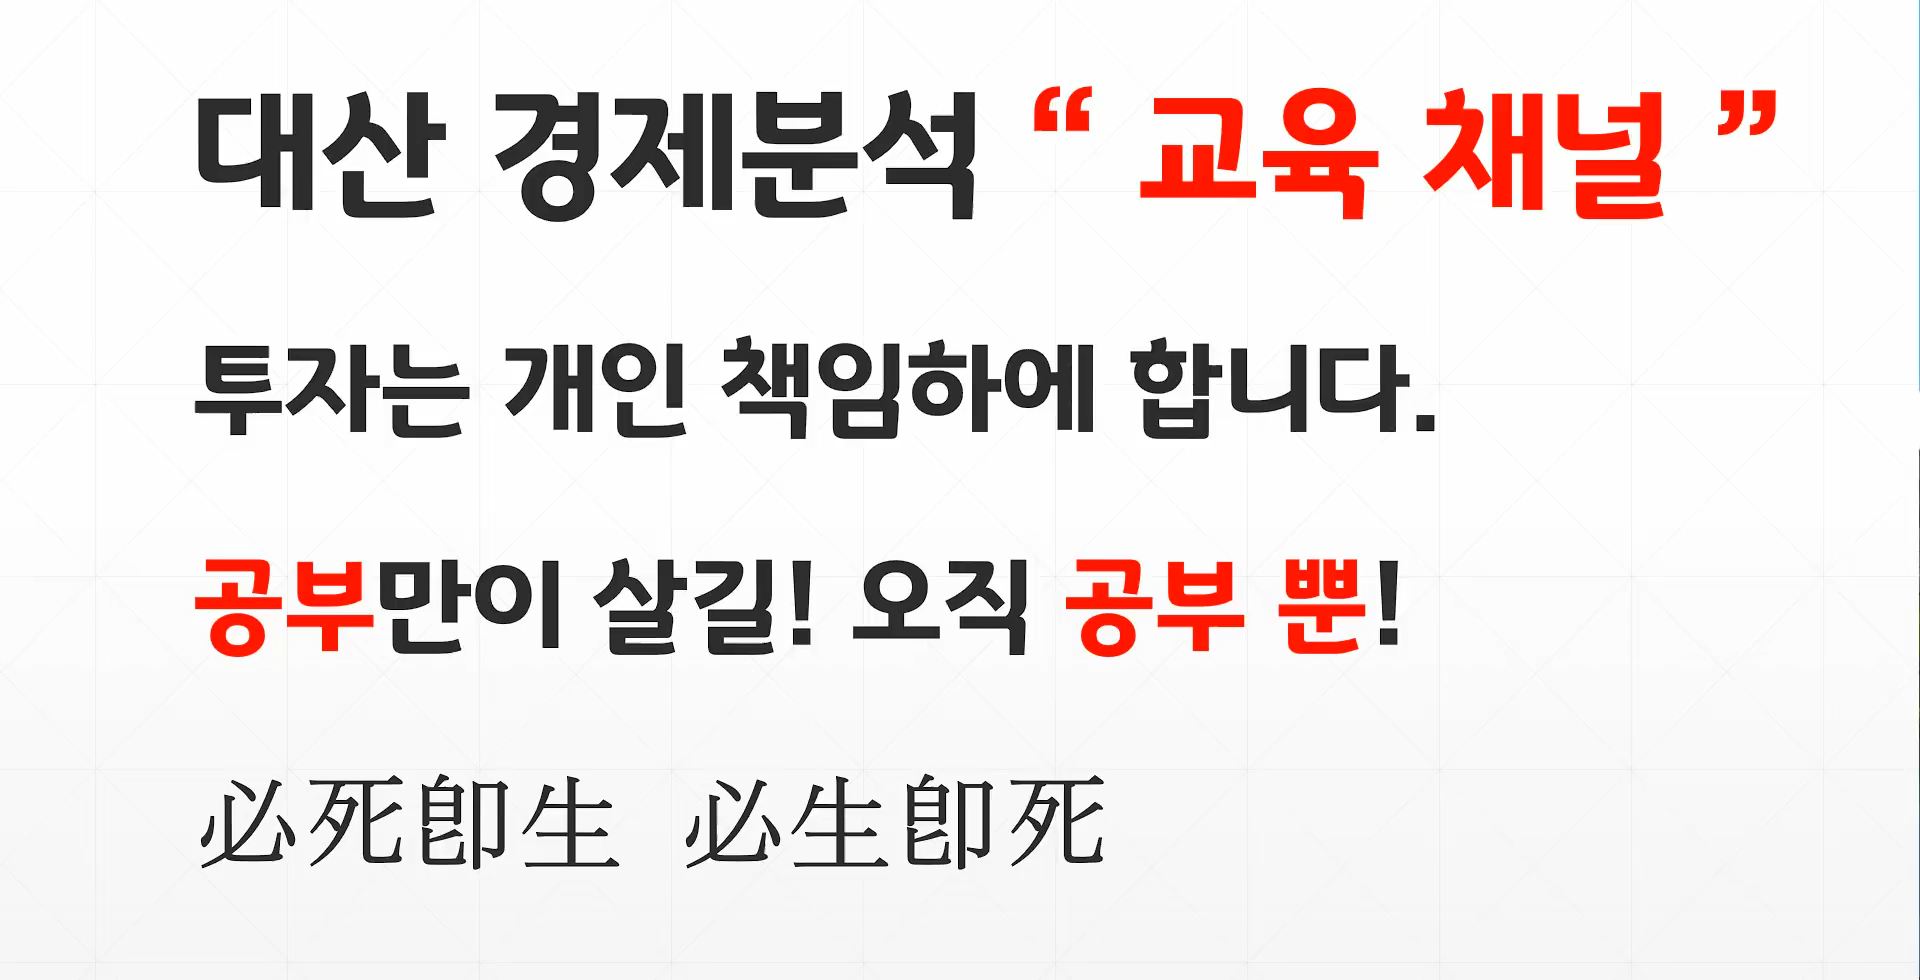 대산 경제분석 “ 교육 채널 ”
투자는 개인 책임하에 합니다.
공부만이 살길! 오직 공부 뿐!
必死卽生 必生卽死